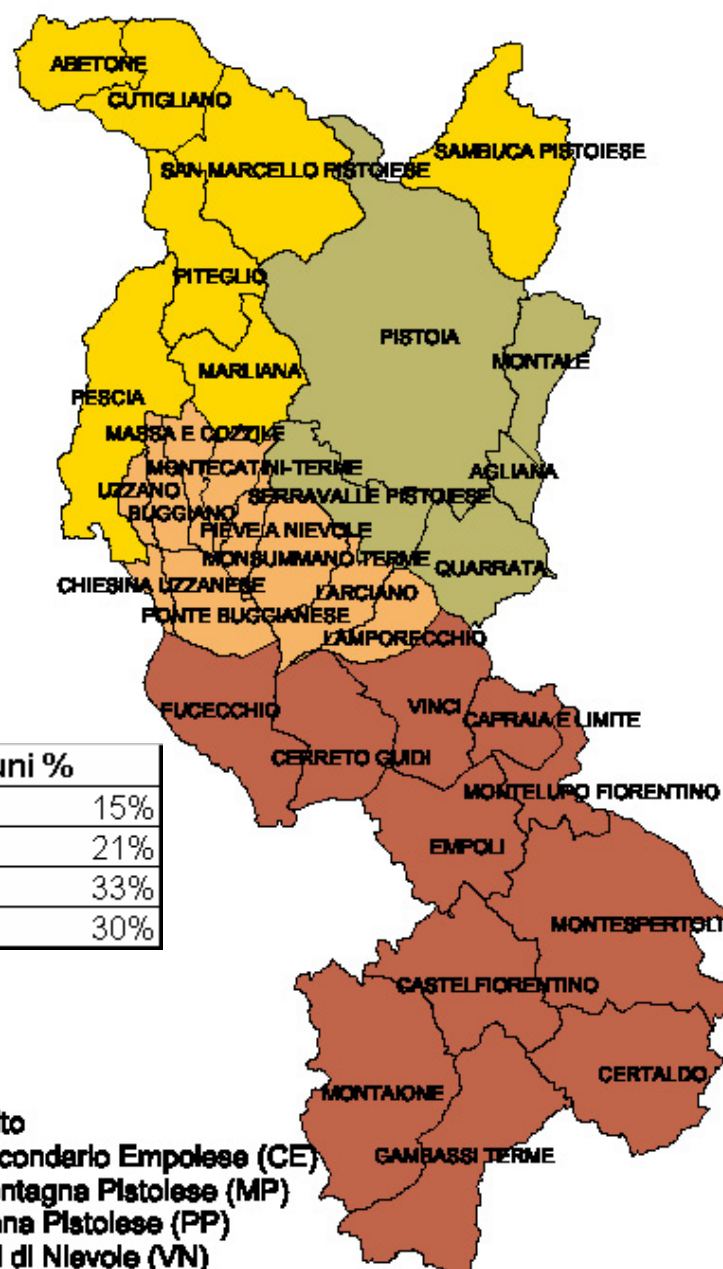 ABETONE
CUTIGLIANO
SAMBUCA PISTOIESE
SAN MARCELLO PISTOIESE
PITEGLIO
PISTOIA
MONTALE
MARLIANA
PESCIA
MASSA E COZZILE
MONTECATINI-TERME
AGLIANA
UZZANO
SERRAVALLE PISTOIESE
BUGGIANO
PIEVE A NIEVOLE
MONSUMMANO TERME
QUARRATA
CHIESINA UZZANESE
LARCIANO
PONTE BUGGIANESE
LAMPORECCHIO
FUCECCHIO
VINCI
CAPRAIA E LIMITE
CERRETO GUIDI
uni %
MONTELUPO FIORENTINO
15%
21%
EMPOLI
33%
30%
MONTESPERTOLI
CASTELFIORENTINO
CERTALDO
MONTAIONE
to
condario Empolese (CE)
GAMBASSI TERME
ntagna Pistoiese (MP)
na Pistoiese (PP)
l di Nievole (VN)